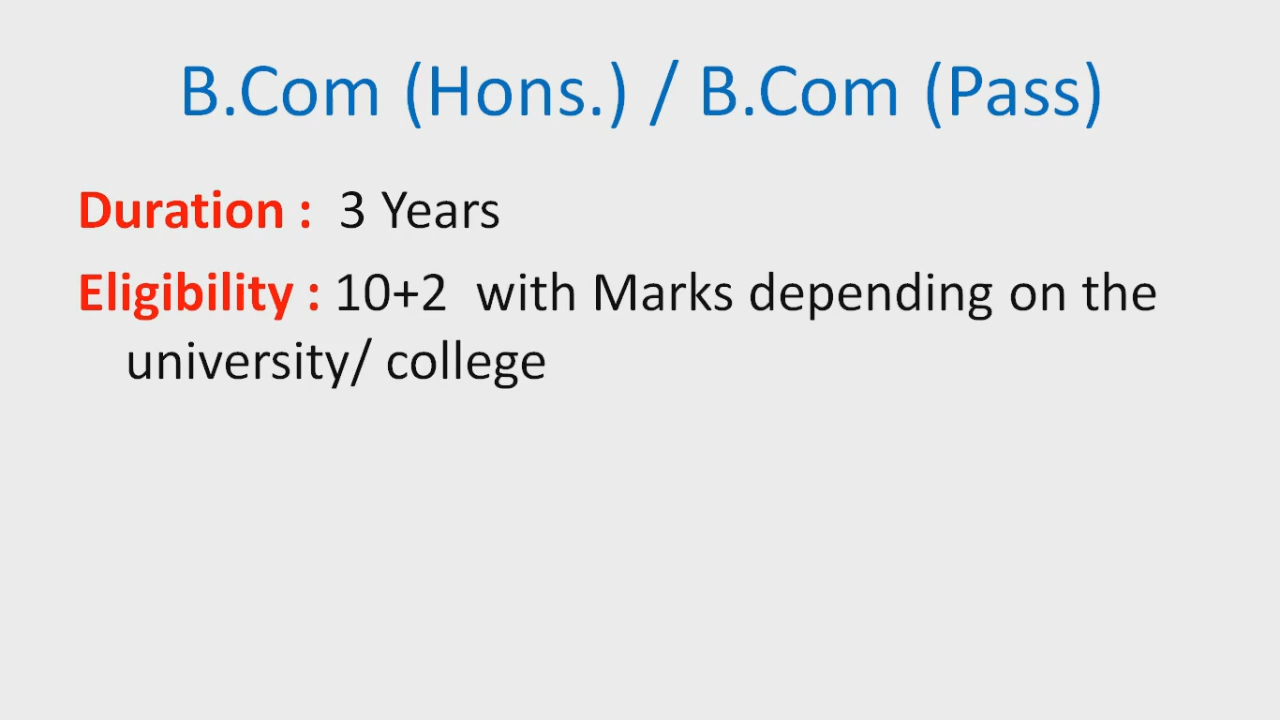 B.Com (Hons.) / B.Com (Pass)
Duration : 3 Years
Eligibility : 10+2 with Marks depending on the
university/ college